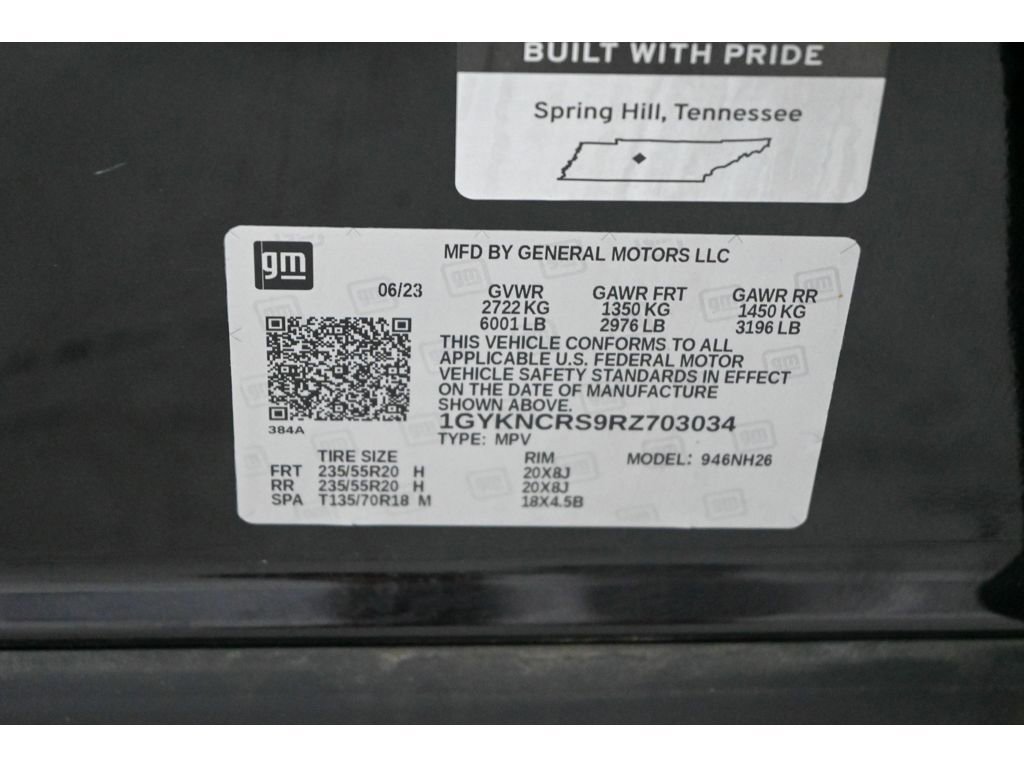 BUILT WITH PRIDE
Spring Hill, Tennessee
gm
MFD BY GENERAL MOTORS LLC
06/23
GVWR GAWR FRT GAWR RR
2722 KG 1350 KG 1450 KG
6001 LB 2976 LB 3196 LB
THIS VEHICLE CONFORMS TO ALL
APPLICABLE U.S. FEDERAL MOTOR
VEHICLE SAFETY STANDARDS IN EFFECT
ON THE DATE OF MANUFACTURE
SHOWN ABOVE.
1GYKNCRS9RZ703034
384A
TYPE: MPV
TIRE SIZE RIM MODEL: 946NH26
FRT 235/55R20 H 20X8J
RR 235/55R20 H 20X8J
SPA T135/70R18 M 18X4.5B